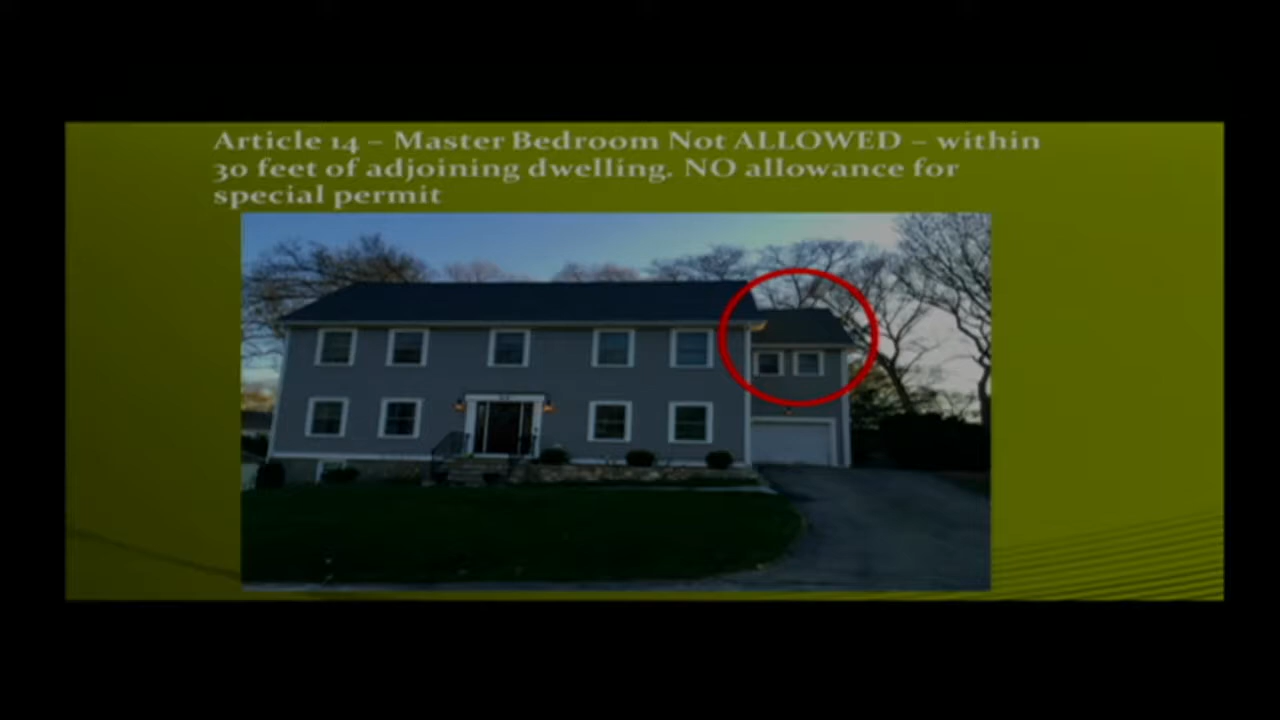 Article 14 – Master Bedroom Not ALLOWED – within
30 feet of adjoining dwelling. NO allowance for
special permit